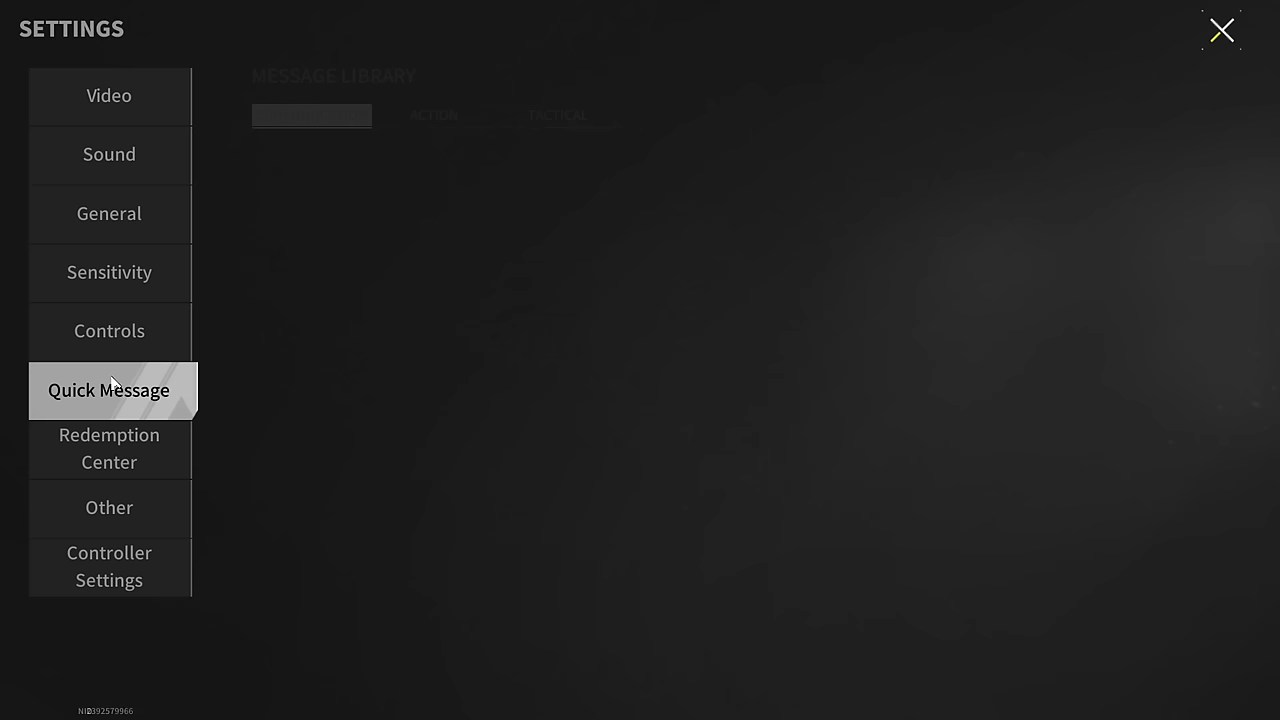 SETTINGS
Video
Sound
General
Sensitivity
Controls
Quick Message
Redemption
Center
Other
Controller
Settings
MESSAGE LIBRARY
ACTION
TACTICAL